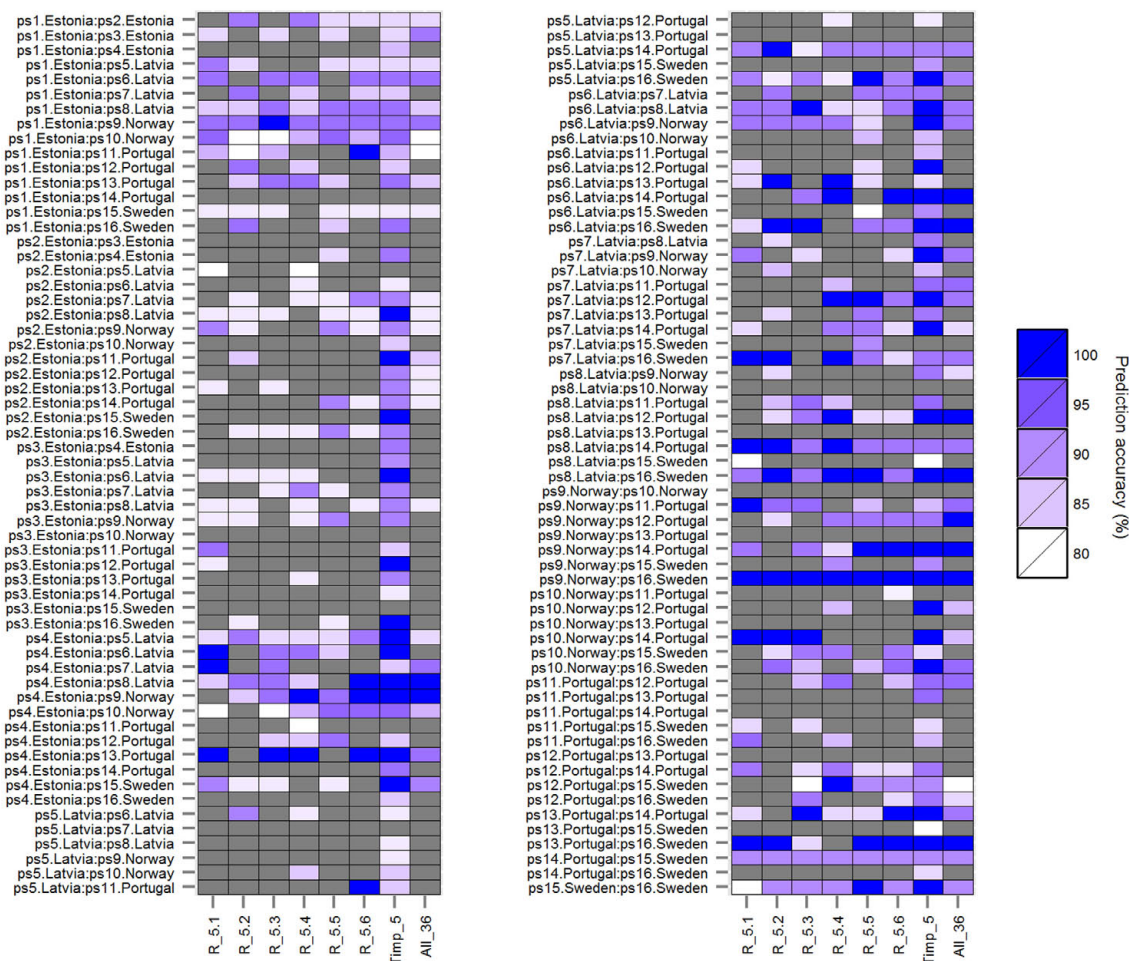 ps1.Estonia:ps2.Estonia
ps1.Estonia:ps3.Estonia
ps1.Estonia:ps4.Estonia
ps1.Estonia:ps5.Latvia
ps1.Estonia:ps6.Latvia
ps1.Estonia:ps7.Latvia
ps1.Estonia:ps8.Latvia
ps1.Estonia:ps9.Norway
ps1.Estonia:ps10.Norway
ps1.Estonia:ps11.Portugal
ps1.Estonia:ps12.Portugal
ps1.Estonia:ps13.Portugal
ps1.Estonia:ps14.Portugal
ps1.Estonia:ps15.Sweden
ps1.Estonia:ps16.Sweden
ps2.Estonia:ps3.Estonia
ps2.Estonia:ps4.Estonia
ps2.Estonia:ps5.Latvia
ps2.Estonia:ps6.Latvia
ps2.Estonia:ps7.Latvia
ps2.Estonia:ps8.Latvia
ps2.Estonia:ps9.Norway
ps2.Estonia:ps10.Norway
ps2.Estonia:ps11.Portugal
ps2.Estonia:ps12.Portugal
ps2.Estonia:ps13.Portugal
ps2.Estonia:ps14.Portugal
ps2.Estonia:ps15.Sweden
ps2.Estonia:ps16.Sweden
ps3.Estonia:ps4.Estonia
ps3.Estonia:ps5.Latvia
ps3.Estonia:ps6.Latvia
ps3.Estonia:ps7.Latvia
ps3.Estonia:ps8.Latvia
ps3.Estonia:ps9.Norway
ps3.Estonia:ps10.Norway
ps3.Estonia:ps11.Portugal
ps3.Estonia:ps12.Portugal
ps3.Estonia:ps13.Portugal
ps3.Estonia:ps14.Portugal
ps3.Estonia:ps15.Sweden
ps3.Estonia:ps16.Sweden
ps4.Estonia:ps5.Latvia
ps4.Estonia:ps6.Latvia
ps4.Estonia:ps7.Latvia
ps4.Estonia:ps8.Latvia
ps4.Estonia:ps9.Norway
ps4.Estonia:ps10.Norway
ps4.Estonia:ps11.Portugal
ps4.Estonia:ps12.Portugal
ps4.Estonia:ps13.Portugal
ps4.Estonia:ps14.Portugal
ps4.Estonia:ps15.Sweden
ps4.Estonia:ps16.Sweden
ps5.Latvia:ps6.Latvia
ps5.Latvia:ps7.Latvia
ps5.Latvia:ps8.Latvia
ps5.Latvia:ps9.Norway
ps5.Latvia:ps10.Norway
ps5.Latvia:ps11.Portugal
R_5.1
R_5.2
R_5.3
R_5.4
R_5.5
R_5.6
Timp_5
All_36
ps5.Latvia:ps12.Portugal
ps5.Latvia:ps13.Portugal
ps5.Latvia:ps14.Portugal
ps5.Latvia:ps15.Sweden
ps5.Latvia:ps16.Sweden
ps6.Latvia:ps7.Latvia
ps6.Latvia:ps8.Latvia
ps6.Latvia:ps9.Norway
ps6.Latvia:ps10.Norway
ps6.Latvia:ps11.Portugal
ps6.Latvia:ps12.Portugal
ps6.Latvia:ps13.Portugal
ps6.Latvia:ps14.Portugal
ps6.Latvia:ps15.Sweden
ps6.Latvia:ps16.Sweden
ps7.Latvia:ps8.Latvia
ps7.Latvia:ps9.Norway
ps7.Latvia:ps10.Norway
ps7.Latvia:ps11.Portugal
ps7.Latvia:ps12.Portugal
ps7.Latvia:ps13.Portugal
ps7.Latvia:ps14.Portugal
ps7.Latvia:ps15.Sweden
ps7.Latvia:ps16.Sweden
ps8.Latvia:ps9.Norway
ps8.Latvia:ps10.Norway
ps8.Latvia:ps11.Portugal
ps8.Latvia:ps12.Portugal
ps8.Latvia:ps13.Portugal
ps8.Latvia:ps14.Portugal
ps8.Latvia:ps15.Sweden
ps8.Latvia:ps16.Sweden
ps9.Norway:ps10.Norway
ps9.Norway:ps11.Portugal
ps9.Norway:ps12.Portugal
ps9.Norway:ps13.Portugal
ps9.Norway:ps14.Portugal
ps9.Norway:ps15.Sweden
ps9.Norway:ps16.Sweden
ps10.Norway:ps11.Portugal
ps10.Norway:ps12.Portugal
ps10.Norway:ps13.Portugal
ps10.Norway:ps14.Portugal
ps10.Norway:ps15.Sweden
ps10.Norway:ps16.Sweden
ps11.Portugal:ps12.Portugal
ps11.Portugal:ps13.Portugal
ps11.Portugal:ps14.Portugal
ps11.Portugal:ps15.Sweden
ps11.Portugal:ps16.Sweden
ps12.Portugal:ps13.Portugal
ps12.Portugal:ps14.Portugal
ps12.Portugal:ps15.Sweden
ps12.Portugal:ps16.Sweden
ps13.Portugal:ps14.Portugal
ps13.Portugal:ps15.Sweden
ps13.Portugal:ps16.Sweden
ps14.Portugal:ps15.Sweden
ps14.Portugal:ps16.Sweden
ps15.Sweden:ps16.Sweden
R_5.1
R_5.2
R_5.3
R_5.4
R_5.5
R_5.6
Timp_5
All_36
100
95
90
85
80
Prediction accuracy (%)